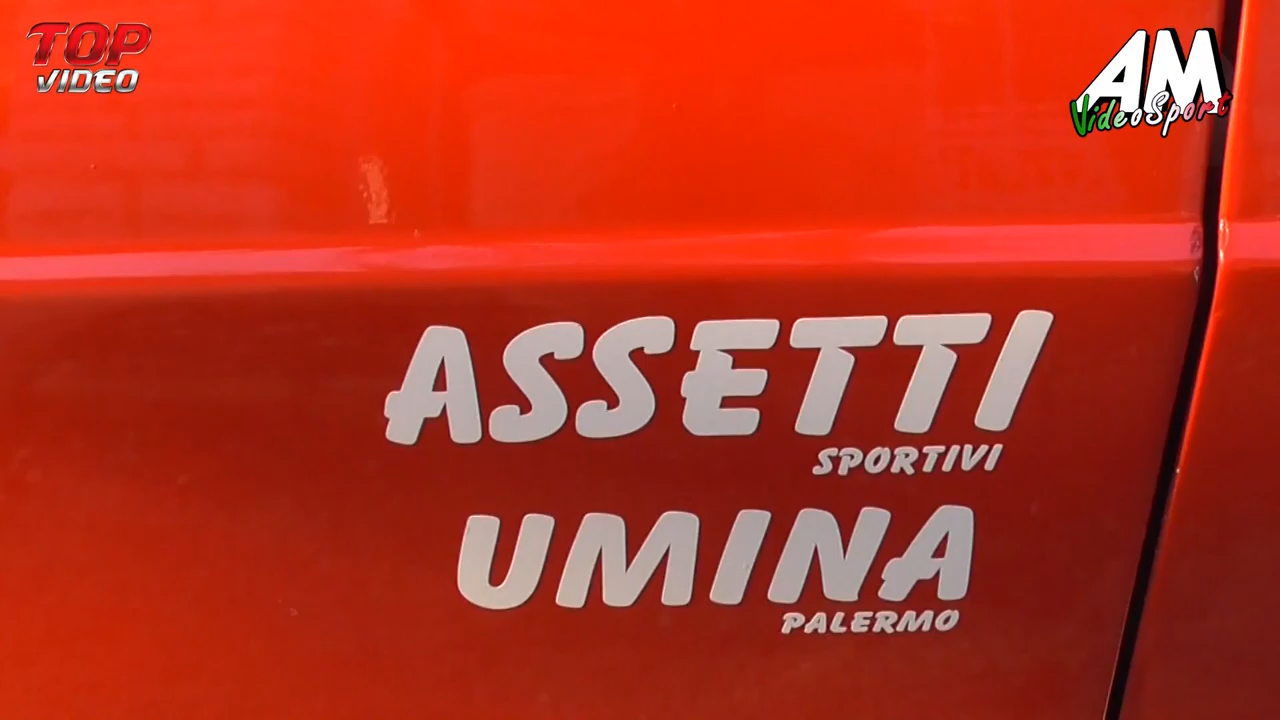 TOP
VIDEO
AM
VideoSport
ASSETTI
SPORTIVI
UMINA
PALERMO